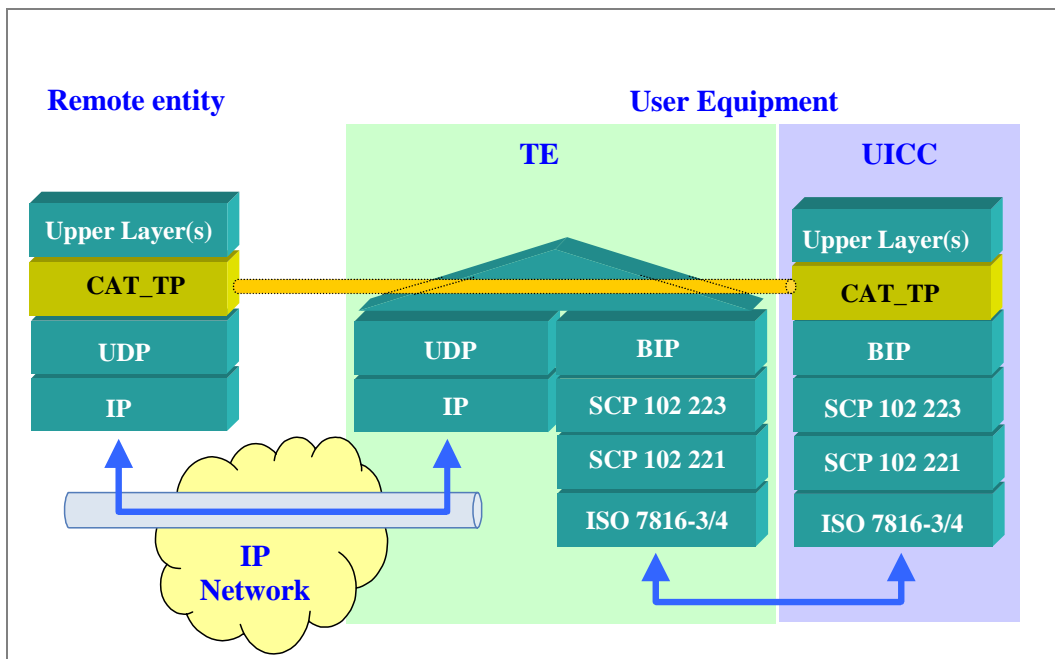 Remote entity
User Equipment
TE
UICC
Upper Layer(s)
CAT_TP
UDP
IP
UDP
IP
BIP
SCP 102 223
SCP 102 221
ISO 7816-3/4
Upper Layer(s)
CAT_TP
BIP
SCP 102 223
SCP 102 221
ISO 7816-3/4
IP
Network